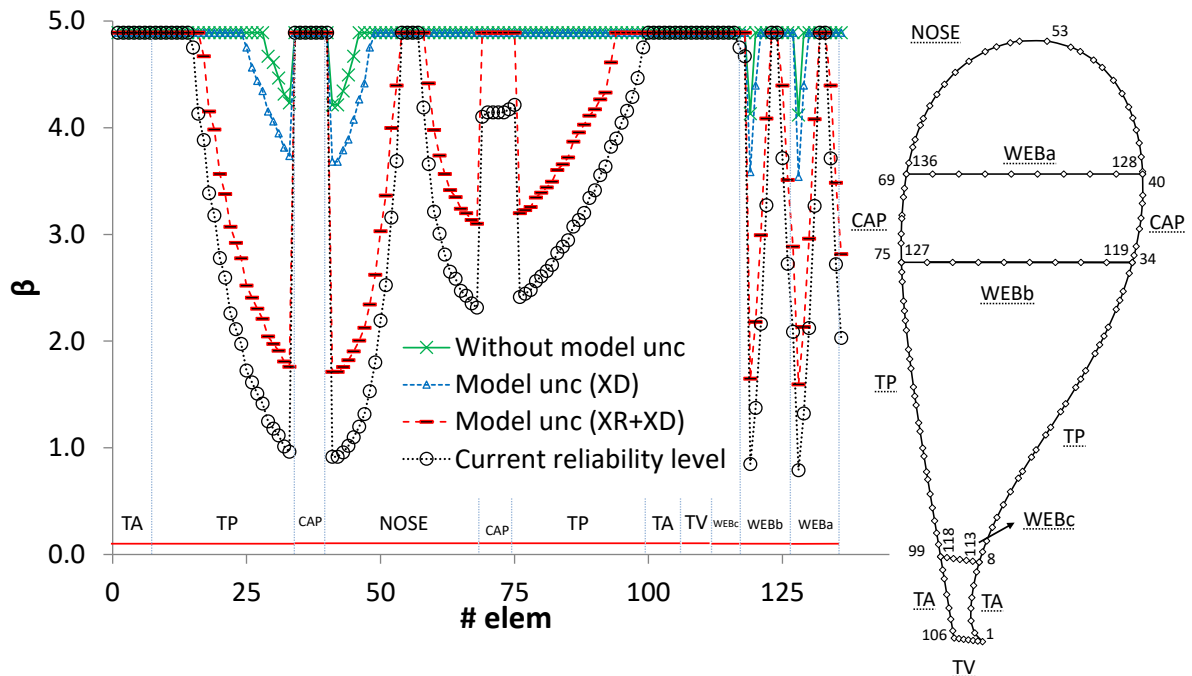 5.0
4.0
3.0
2.0
1.0
0.0
β
Without model unc
Model unc (XD)
Model unc (XR+XD)
Current reliability level
TA
TP
CAP
NOSE
CAP
TP
TA
TV
WEBc
WEBb
WEBa
0
25
50
75
100
125
# elem
NOSE
53
136
WEBa
128
69
40
CAP
CAP
75
127
119
34
WEBb
TP
TP
WEBc
99
118
113
8
TA
TA
106
1
TV